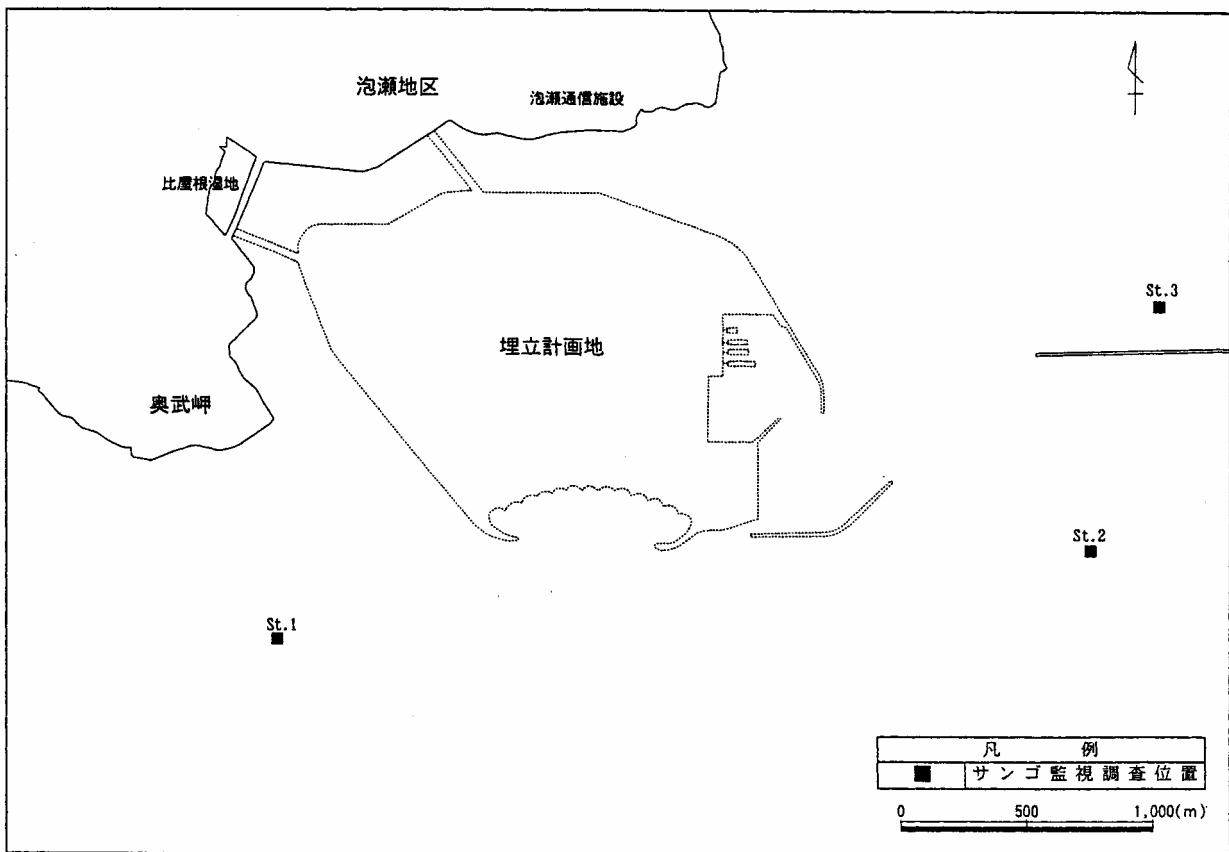 泡瀬地区
泡瀬通信施設
比屋根湿地
St.3
埋立計画地
奥武岬
St.2
St.1
凡 例
サンゴ監視調査位置
0 500 1,000(m)